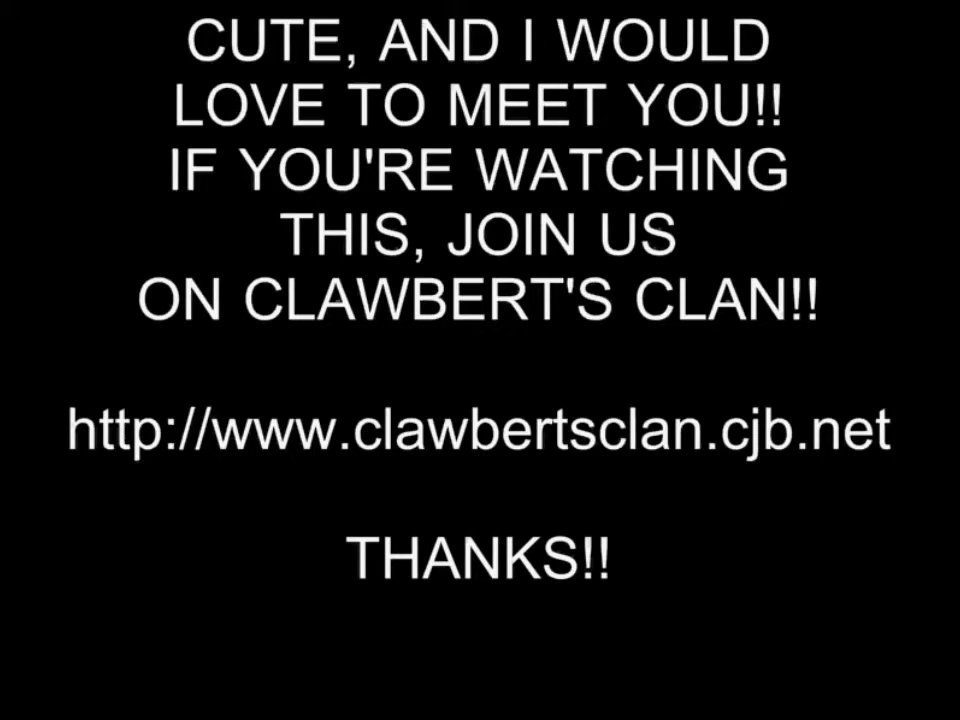 CUTE, AND I WOULD
LOVE TO MEET YOU!!
IF YOU'RE WATCHING
THIS, JOIN US
ON CLAWBERT'S CLAN!!
http://www.clawbertsclan.cjb.net
THANKS!!